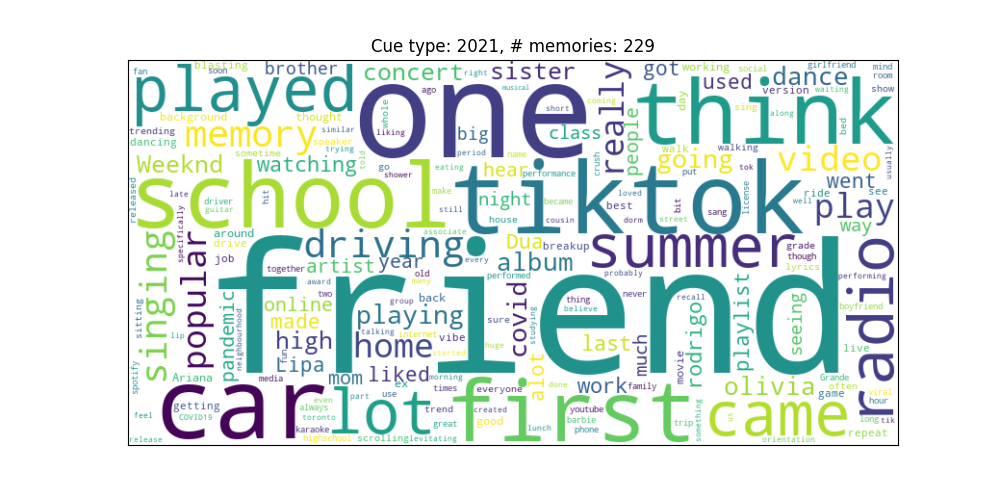 Cue type: 2021, # memories: 229
fan blasting soon brother concert right sister got working social girlfriend mind
played one ago musical really used dance room show
background thought whole short coming day version waiting
trending memory similar liking big class people think sing along bed
dancing speaker period
Weeknd sometime trying told go watching hear name crush walk walking going put tok video usually
released shower eating performance
late school make tiktok loved bit license well ride went see
driver guitar hit still night became best sang play
specifically around house cousin dorm street way
singing popular job drive driving associate every Dua breakup summer grade though radio
artist year album lyrics
together old many performed probably performing
pandemic award friend
sitting two online group back thing never recall playlist seeing boyfriend
neighbourhood made playing sure believe covid rodrigo live
lip high talking internet vibe studying last much movie
fun home started huge
spotify Ariana Lipa mom liked ex morning alot work family olivia Grande viral
media times everyone done often hour
car getting part use trend created youtube us game long tik
feel COVID19 even always lot great good first barbie trip came repeat
toronto phone
release karaoke highschool scrolling levitating lunch something orientation